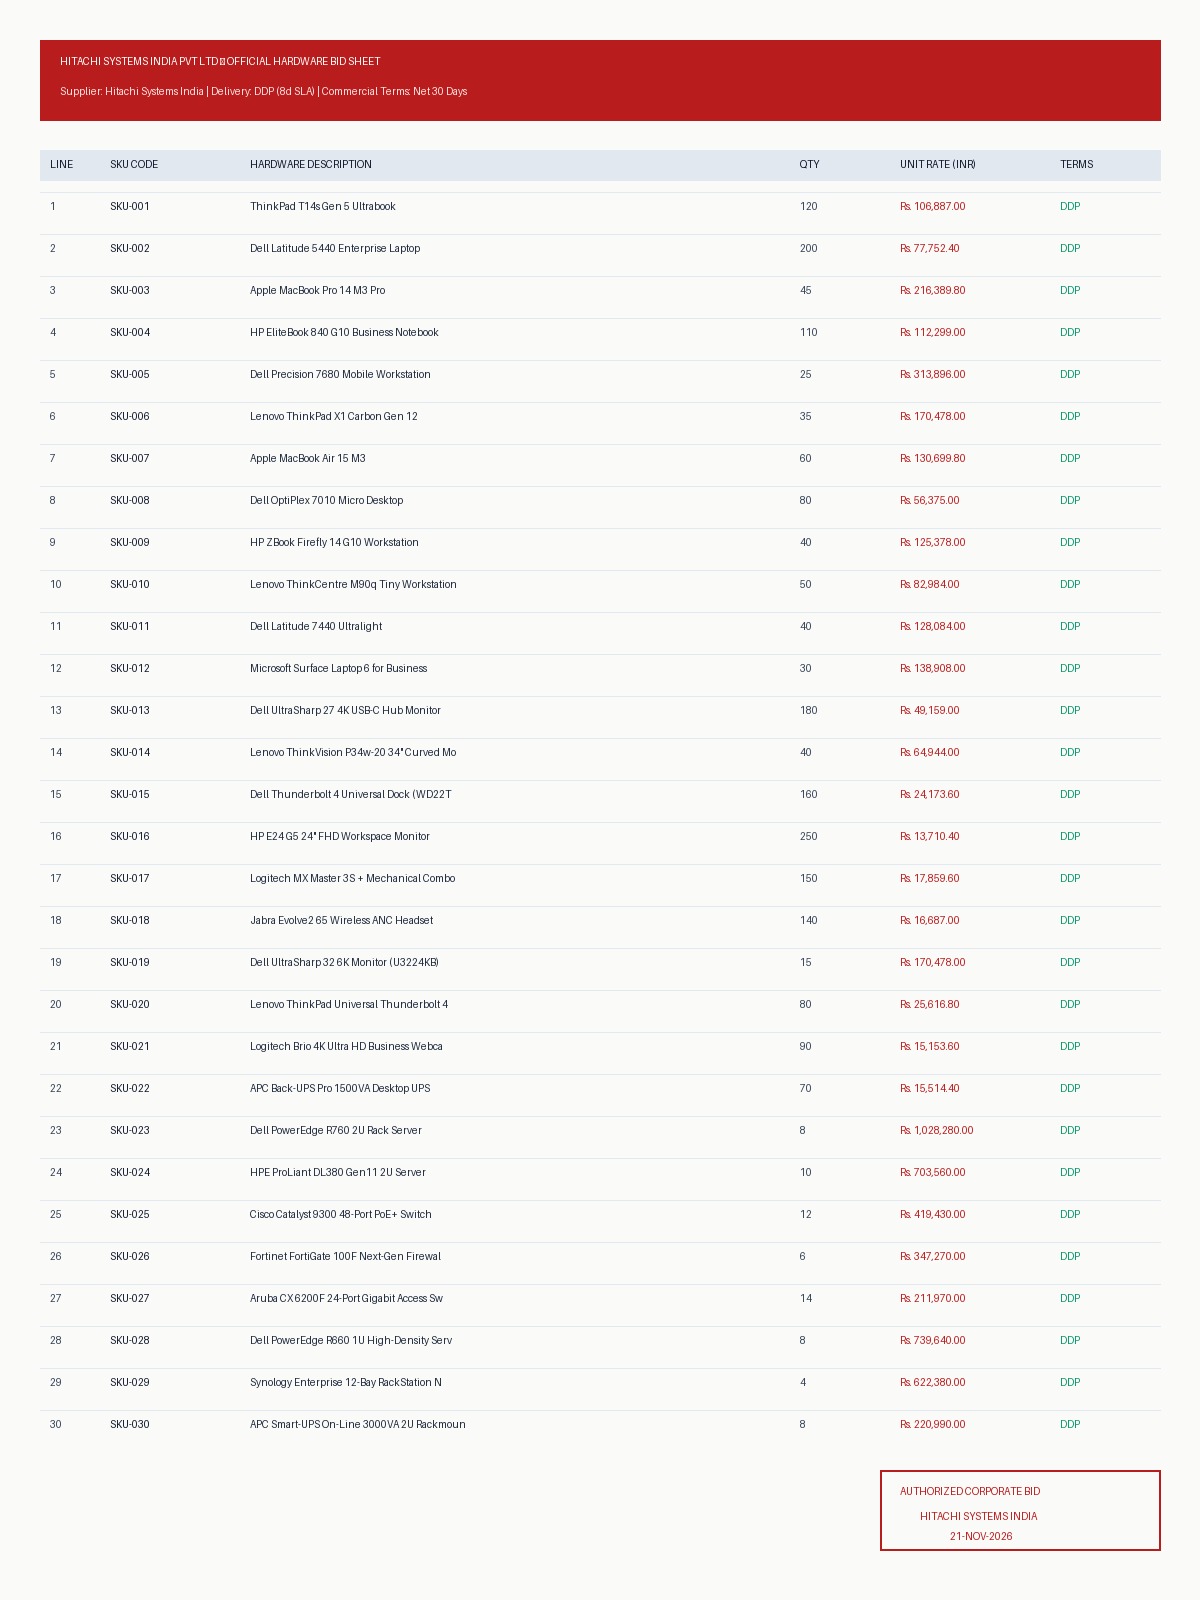 HITACHI SYSTEMS INDIA PVT LTD▯OFFICIAL HARDWARE BID SHEET
Supplier: Hitachi Systems India | Delivery: DDP (8d SLA) | Commercial Terms: Net 30 Days
LINE SKU CODE HARDWARE DESCRIPTION QTY UNIT RATE (INR) TERMS
1 SKU-001 ThinkPad T14s Gen 5 Ultrabook 120 Rs. 106,887.00 DDP
2 SKU-002 Dell Latitude 5440 Enterprise Laptop 200 Rs. 77,752.40 DDP
3 SKU-003 Apple MacBook Pro 14 M3 Pro 45 Rs. 216,389.80 DDP
4 SKU-004 HP EliteBook 840 G10 Business Notebook 110 Rs. 112,299.00 DDP
5 SKU-005 Dell Precision 7680 Mobile Workstation 25 Rs. 313,896.00 DDP
6 SKU-006 Lenovo ThinkPad X1 Carbon Gen 12 35 Rs. 170,478.00 DDP
7 SKU-007 Apple MacBook Air 15 M3 60 Rs. 130,699.80 DDP
8 SKU-008 Dell OptiPlex 7010 Micro Desktop 80 Rs. 56,375.00 DDP
9 SKU-009 HP ZBook Firefly 14 G10 Workstation 40 Rs. 125,378.00 DDP
10 SKU-010 Lenovo ThinkCentre M90q Tiny Workstation 50 Rs. 82,984.00 DDP
11 SKU-011 Dell Latitude 7440 Ultralight 40 Rs. 128,084.00 DDP
12 SKU-012 Microsoft Surface Laptop 6 for Business 30 Rs. 138,908.00 DDP
13 SKU-013 Dell UltraSharp 27 4K USB-C Hub Monitor 180 Rs. 49,159.00 DDP
14 SKU-014 Lenovo ThinkVision P34w-20 34" Curved Mo 40 Rs. 64,944.00 DDP
15 SKU-015 Dell Thunderbolt 4 Universal Dock (WD22T 160 Rs. 24,173.60 DDP
16 SKU-016 HP E24 G5 24" FHD Workspace Monitor 250 Rs. 13,710.40 DDP
17 SKU-017 Logitech MX Master 3S + Mechanical Combo 150 Rs. 17,859.60 DDP
18 SKU-018 Jabra Evolve2 65 Wireless ANC Headset 140 Rs. 16,687.00 DDP
19 SKU-019 Dell UltraSharp 32 6K Monitor (U3224KB) 15 Rs. 170,478.00 DDP
20 SKU-020 Lenovo ThinkPad Universal Thunderbolt 4 80 Rs. 25,616.80 DDP
21 SKU-021 Logitech Brio 4K Ultra HD Business Webca 90 Rs. 15,153.60 DDP
22 SKU-022 APC Back-UPS Pro 1500VA Desktop UPS 70 Rs. 15,514.40 DDP
23 SKU-023 Dell PowerEdge R760 2U Rack Server 8 Rs. 1,028,280.00 DDP
24 SKU-024 HPE ProLiant DL380 Gen11 2U Server 10 Rs. 703,560.00 DDP
25 SKU-025 Cisco Catalyst 9300 48-Port PoE+ Switch 12 Rs. 419,430.00 DDP
26 SKU-026 Fortinet FortiGate 100F Next-Gen Firewal 6 Rs. 347,270.00 DDP
27 SKU-027 Aruba CX 6200F 24-Port Gigabit Access Sw 14 Rs. 211,970.00 DDP
28 SKU-028 Dell PowerEdge R660 1U High-Density Serv 8 Rs. 739,640.00 DDP
29 SKU-029 Synology Enterprise 12-Bay RackStation N 4 Rs. 622,380.00 DDP
30 SKU-030 APC Smart-UPS On-Line 3000VA 2U Rackmoun 8 Rs. 220,990.00 DDP
AUTHORIZED CORPORATE BID
HITACHI SYSTEMS INDIA
21-NOV-2026